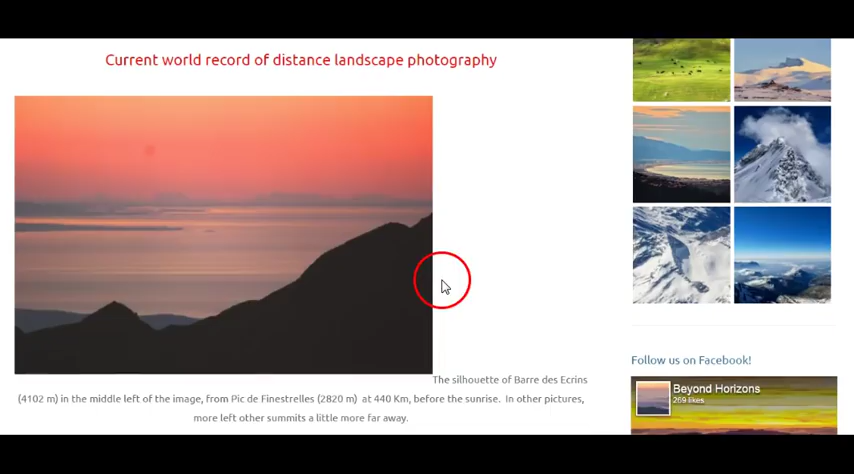 Current world record of distance landscape photography
The silhouette of Barre des Ecrins
(4102 m) in the middle left of the image, from Pic de Finestrelles (2820 m) at 440 Km, before the sunrise. In other pictures,
more left other summits a little more far away.
Follow us on Facebook!
Beyond Horizons
269 likes